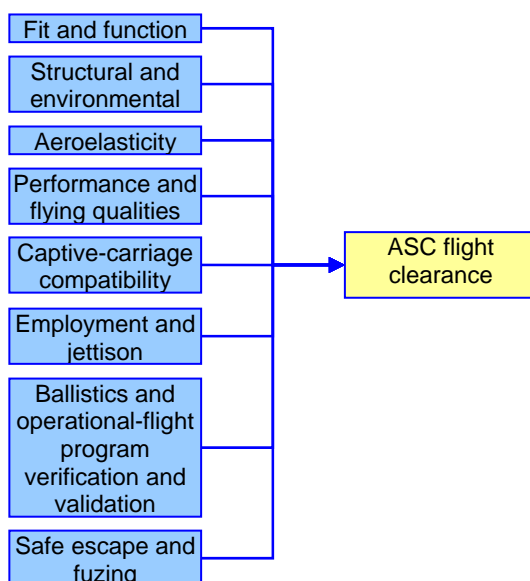 Fit and function
Structural and
environmental
Aeroelasticity
Performance and
flying qualities
Captive-carriage
compatibility
Employment and
jettison
Ballistics and
operational-flight
program
verification and
validation
Safe escape and
fuzing
ASC flight
clearance